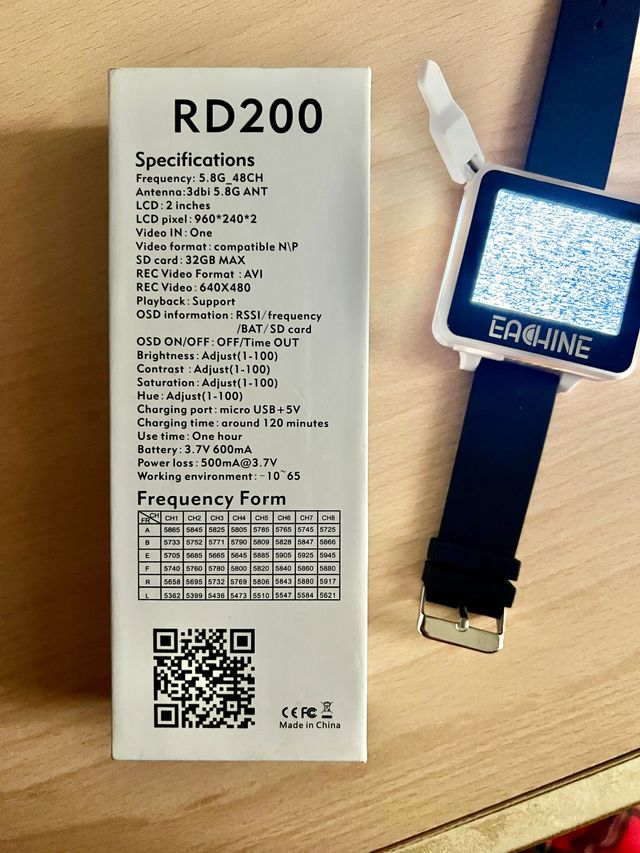 RD200
Specifications
Frequency: 5.8G_48CH
Antenna:3dbi 5.8G ANT
LCD: 2 inches
LCD pixel: 960*240*2
Video IN: One
Video format: compatible N\P
SD card: 32GB MAX
REC Video Format : AVI
REC Video: 640X480
Playback: Support
OSD information: RSSI/frequency
/BAT/SD card
OSD ON/OFF: OFF/Time OUT
Brightness: Adjust(1-100)
Contrast : Adjust(1-100)
Saturation: Adjust(1-100)
Hue: Adjust(1-100)
Charging port: micro USB+5V
Charging time: around 120 minutes
Use time: One hour
Battery: 3.7V 600mA
Power loss: 500mA@3.7V
Working environment: -10~65
Frequency Form
FR CH CH1 CH2 CH3 CH4 CH5 CH6 CH7 CH8
A 5865 5845 5825 5805 5785 5765 5745 5725
B 5733 5752 5771 5790 5809 5828 5847 5866
E 5705 5685 5665 5645 5885 5905 5925 5945
F 5740 5760 5780 5800 5820 5840 5860 5880
R 5658 5695 5732 5769 5806 5843 5880 5917
L 5362 5399 5436 5473 5510 5547 5584 5621
CE FC
Made in China
EACHINE